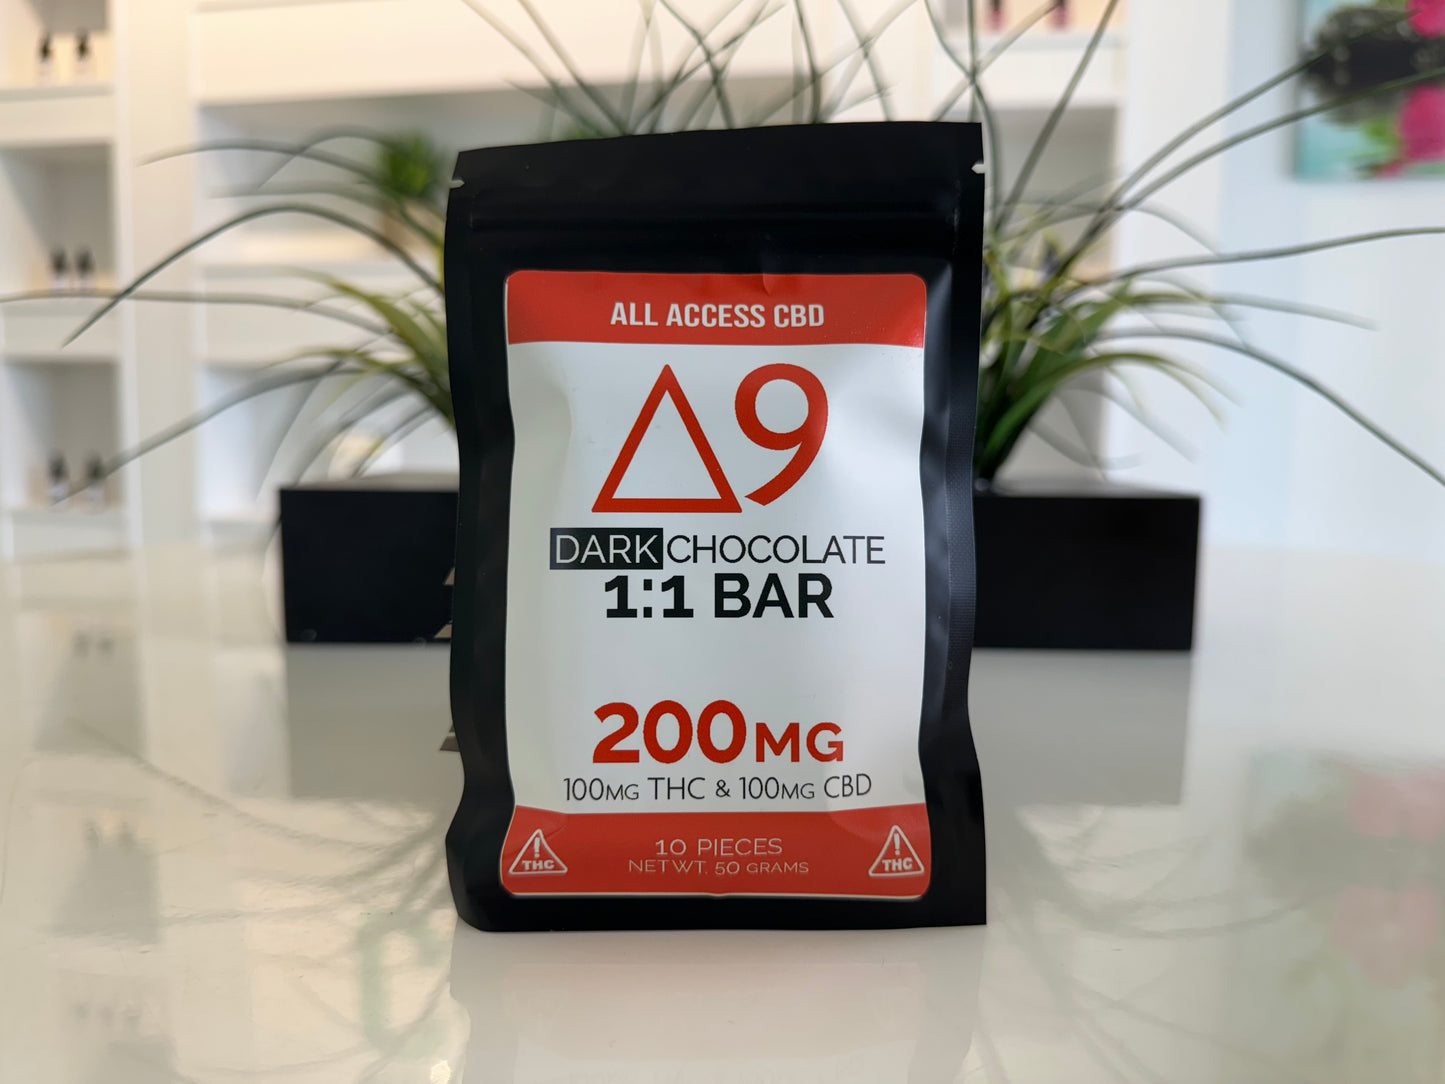 ALL ACCESS CBD
Δ9
DARK CHOCOLATE
1:1 BAR
200MG
100MG THC & 100MG CBD
10 PIECES
NET WT. 50 GRAMS
! THC
! THC